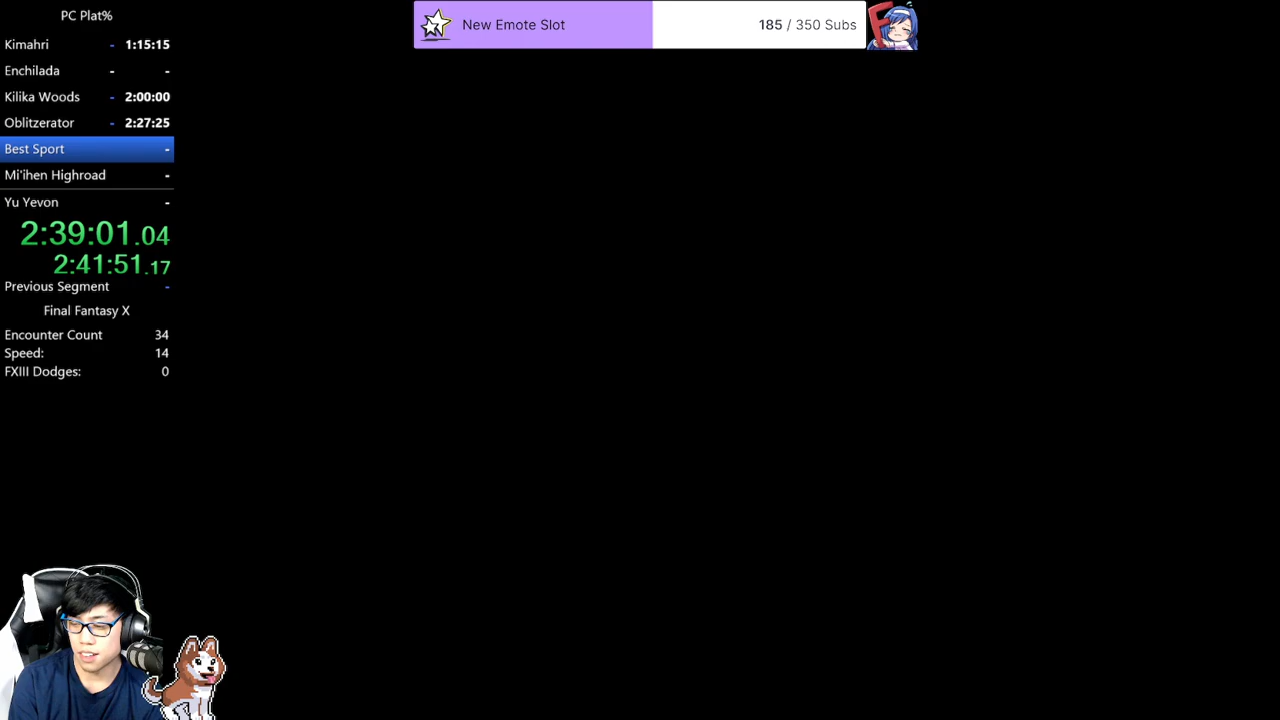 PC Plat%
Kimahri - 1:15:15
Enchilada - -
Kilika Woods - 2:00:00
Oblitzerator - 2:27:25
Best Sport -
Mi'ihen Highroad -
Yu Yevon -
2:39:01.04
2:41:51.17
Previous Segment -
Final Fantasy X
Encounter Count 34
Speed: 14
FXIII Dodges: 0
New Emote Slot 185 / 350 Subs
F